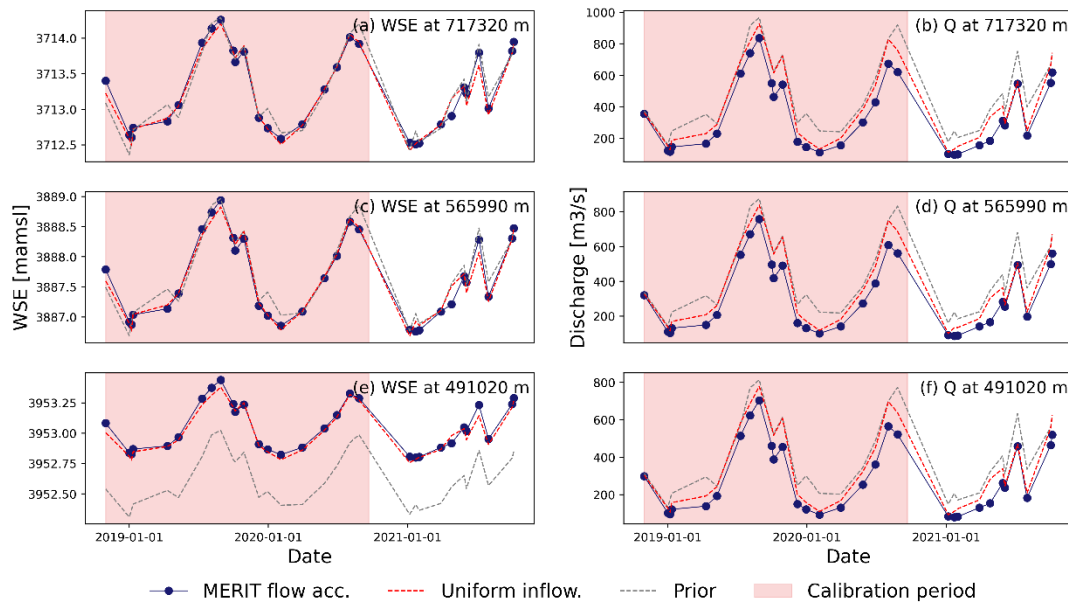 (a) WSE at 717320 m
3714.0
3713.5
3713.0
3712.5
(b) Q at 717320 m
1000
800
600
400
200
WSE [mamsl]
(c) WSE at 565990 m
3889.0
3888.5
3888.0
3887.5
3887.0
Discharge [m3/s]
(d) Q at 565990 m
800
600
400
200
(e) WSE at 491020 m
3953.25
3953.00
3952.75
3952.50
(f) Q at 491020 m
800
600
400
200
2019-01-01 2020-01-01 2021-01-01
2019-01-01 2020-01-01 2021-01-01
Date
Date
MERIT flow acc. Uniform inflow. Prior Calibration period